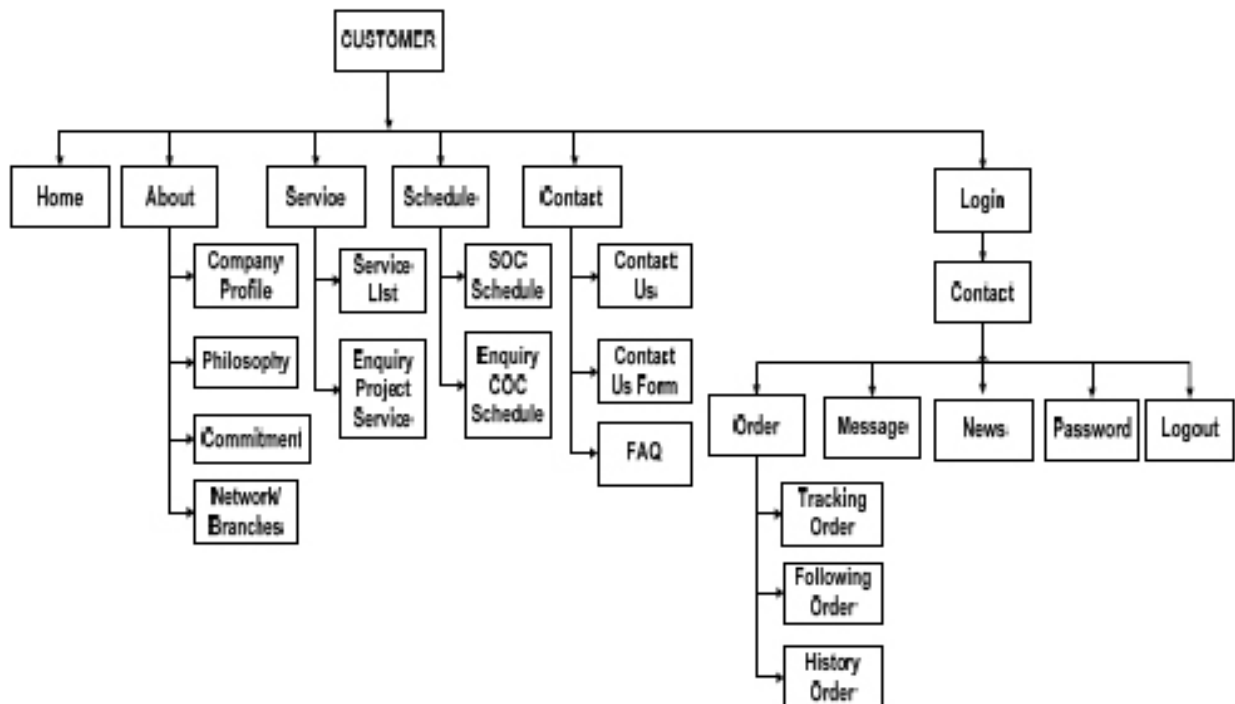 CUSTOMER
Home
About
Service
Schedule
Contact
Login
Company
Profile
Philosophy
Commitment
Network/
Branches
Service
List
Enquiry
Project
Service
SOC
Schedule
Enquiry
COC
Schedule
Contact
Us
Contact
Us Form
FAQ
Contact
Order
Message
News
Password
Logout
Tracking
Order
Following
Order
History
Order